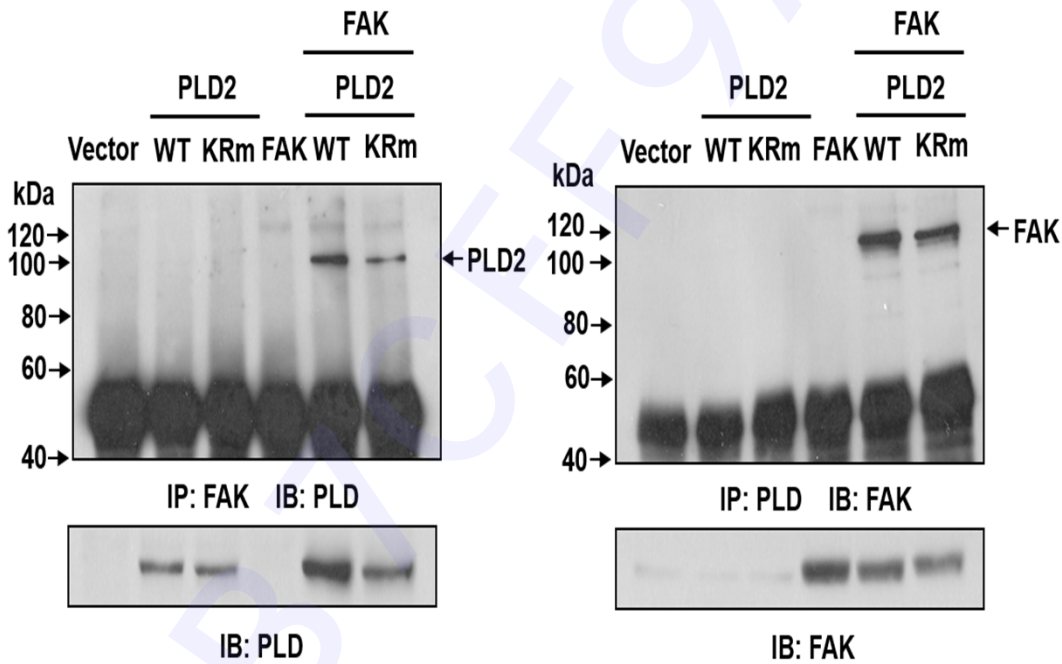 FAK
PLD2 PLD2
Vector WT KRm FAK WT KRm
kDa
120
100
80
60
40
PLD2
IP: FAK IB: PLD
IB: PLD
FAK
PLD2 PLD2
Vector WT KRm FAK WT KRm
kDa
120
100
80
60
40
FAK
IP: PLD IB: FAK
IB: FAK